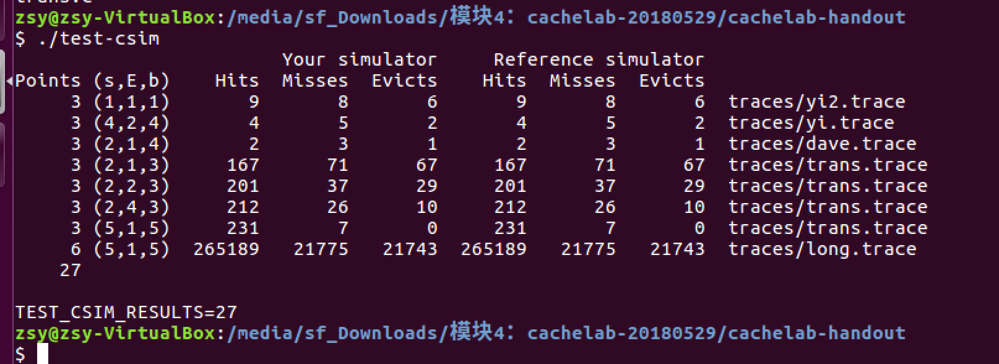 zsy@zsy-VirtualBox:/media/sf_Downloads/模块4：cachelab-20180529/cachelab-handout
$ ./test-csim
Your simulator Reference simulator
Points (s,E,b) Hits Misses Evicts Hits Misses Evicts
3 (1,1,1) 9 8 6 9 8 6 traces/yi2.trace
3 (4,2,4) 4 5 2 4 5 2 traces/yi.trace
3 (2,1,4) 2 3 1 2 3 1 traces/dave.trace
3 (2,1,3) 167 71 67 167 71 67 traces/trans.trace
3 (2,2,3) 201 37 29 201 37 29 traces/trans.trace
3 (2,4,3) 212 26 10 212 26 10 traces/trans.trace
3 (5,1,5) 231 7 0 231 7 0 traces/trans.trace
6 (5,1,5) 265189 21775 21743 265189 21775 21743 traces/long.trace
27
TEST_CSIM_RESULTS=27
zsy@zsy-VirtualBox:/media/sf_Downloads/模块4：cachelab-20180529/cachelab-handout
$